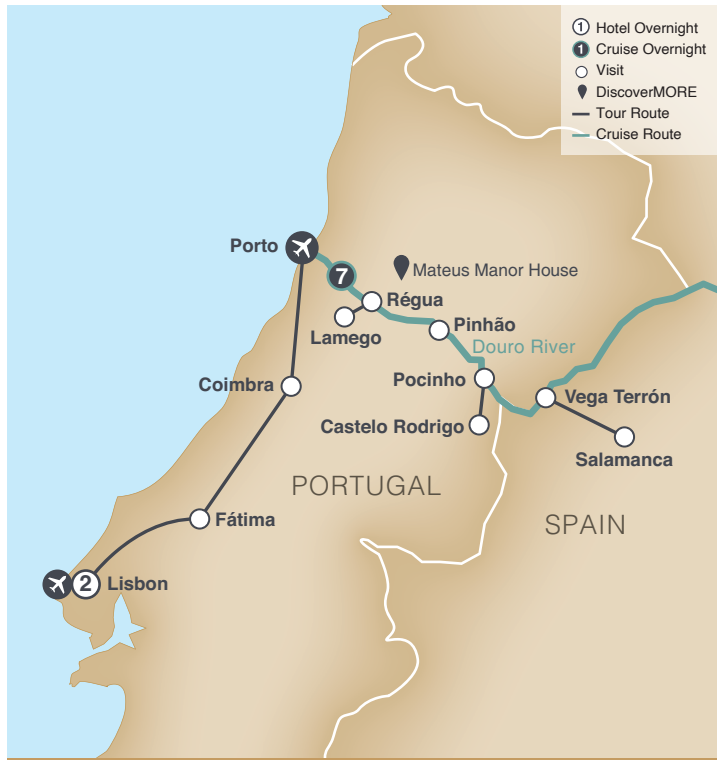 1 Hotel Overnight
1 Cruise Overnight
Visit
DiscoverMORE
Tour Route
Cruise Route
Porto
7
Mateus Manor House
Régua
Lamego
Pinhão
Douro River
Pocinho
Coimbra
Vega Terrón
Castelo Rodrigo
Salamanca
PORTUGAL
Fátima
SPAIN
2 Lisbon